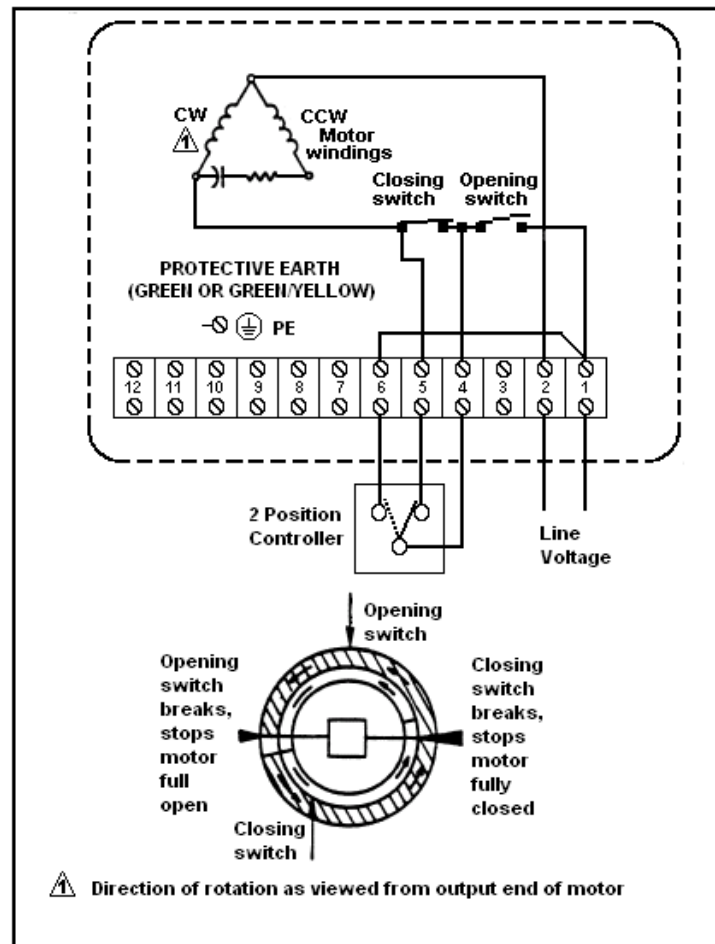 CW
1
CCW
Motor
windings
Closing
switch
Opening
switch
PROTECTIVE EARTH
(GREEN OR GREEN/YELLOW)
PE
12 11 10 9 8 7 6 5 4 3 2 1
2 Position
Controller
Line
Voltage
Opening
switch
Opening
switch
breaks,
stops
motor
full
open
Closing
switch
breaks,
stops
motor
fully
closed
Closing
switch
1 Direction of rotation as viewed from output end of motor